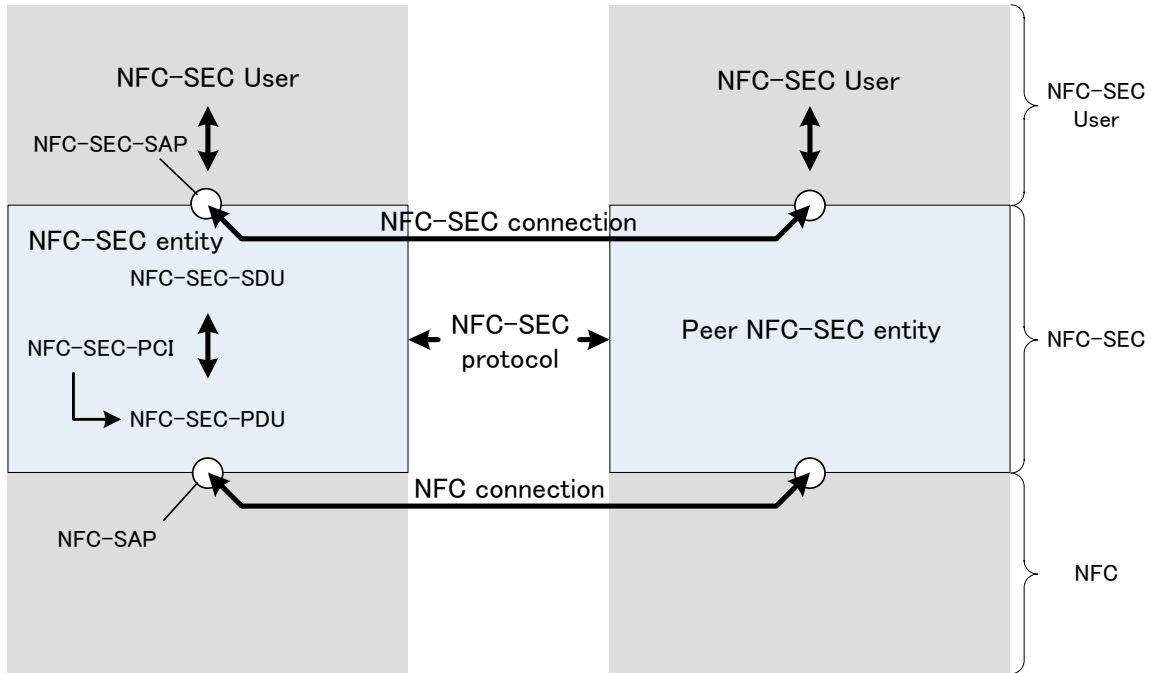 NFC-SEC User
NFC-SEC User
NFC-SEC
User
NFC-SEC-SAP
NFC-SEC connection
NFC-SEC entity
NFC-SEC-SDU
NFC-SEC
protocol
Peer NFC-SEC entity
NFC-SEC
NFC-SEC-PCI
NFC-SEC-PDU
NFC connection
NFC-SAP
NFC